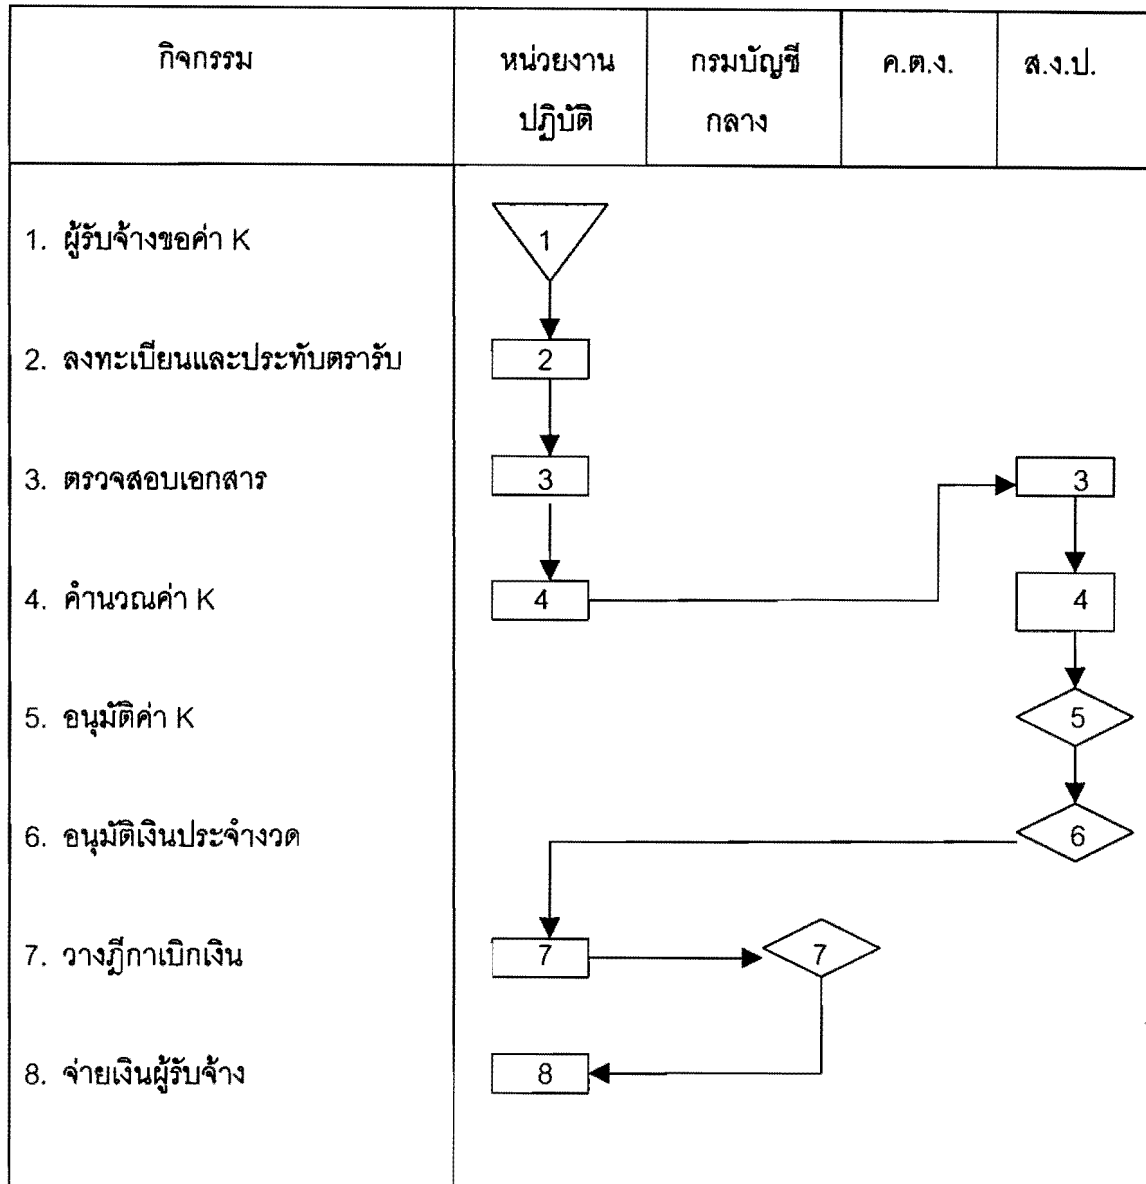 กิจกรรม
หน่วยงาน
ปฏิบัติ
กรมบัญชี
กลาง
ค.ต.ง.
ส.ง.ป.
1. ผู้รับจ้างขอค่า K
1
2. ลงทะเบียนและประทับตรารับ
2
3. ตรวจสอบเอกสาร
3
3
4. คำนวณค่า K
4
4
5. อนุมัติค่า K
5
6. อนุมัติเงินประจำงวด
6
7. วางฎีกาเบิกเงิน
7
7
8. จ่ายเงินผู้รับจ้าง
8